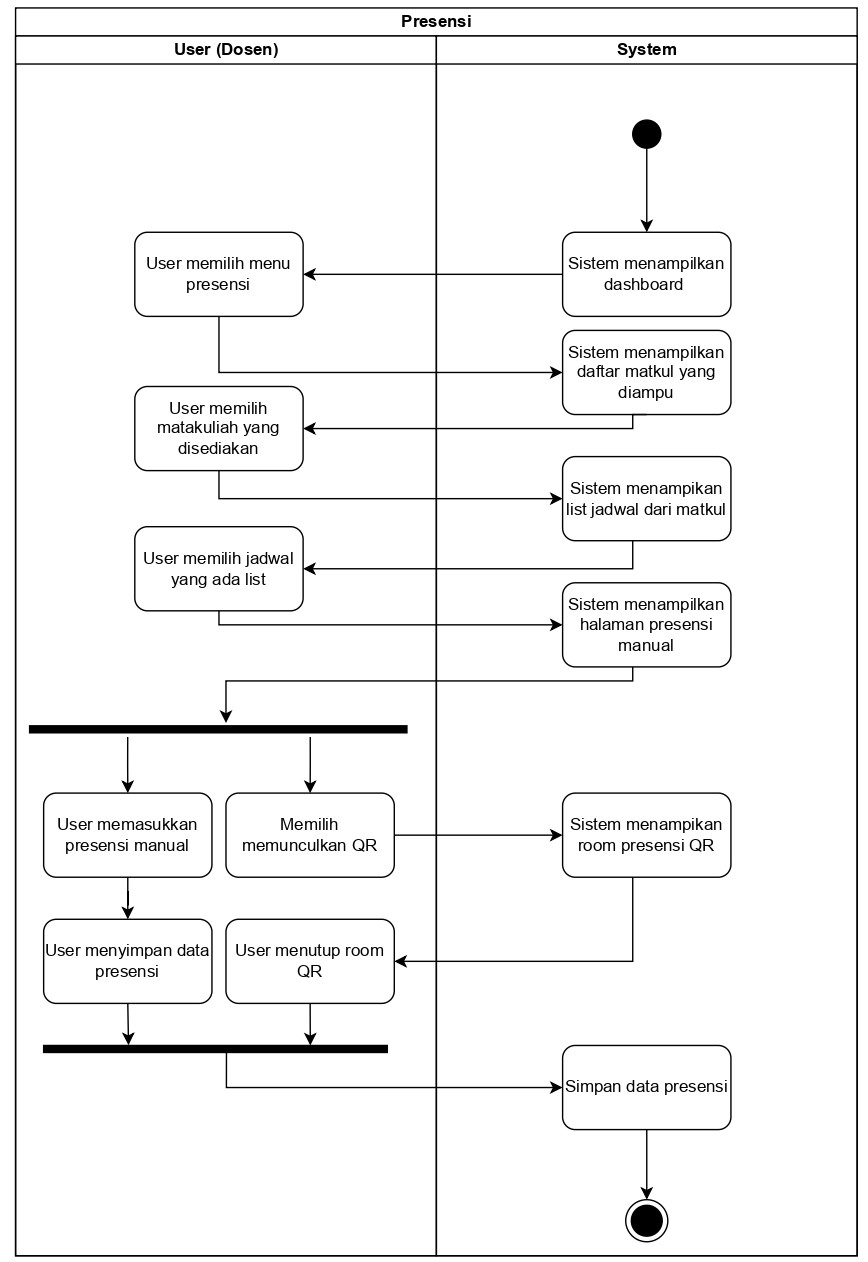 Presensi
User (Dosen)
System
Sistem menampilkan
dashboard
User memilih menu
presensi
Sistem menampilkan
daftar matkul yang
diampu
User memilih
matakuliah yang
disediakan
Sistem menampikan
list jadwal dari matkul
User memilih jadwal
yang ada list
Sistem menampilkan
halaman presensi
manual
User memasukkan
presensi manual
Memilih
memunculkan QR
Sistem menampikan
room presensi QR
User menyimpan data
presensi
User menutup room
QR
Simpan data presensi